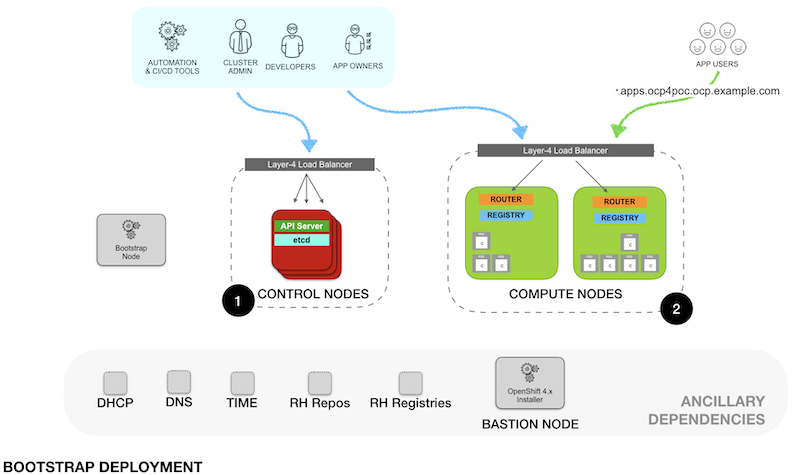 AUTOMATION
& CI/CD TOOLS
CLUSTER
ADMIN
DEVELOPERS
APP OWNERS
APP USERS
.apps.ocp4poc.ocp.example.com
Layer-4 Load Balancer
Layer-4 Load Balancer
ROUTER
REGISTRY
ROUTER
REGISTRY
API Server
etcd
C
C
C
C
C
C
C
C
Bootstrap
Node
1
CONTROL NODES
COMPUTE NODES
2
DHCP
DNS
TIME
RH Repos
RH Registries
OpenShift 4.x
Installer
BASTION NODE
ANCILLARY
DEPENDENCIES
BOOTSTRAP DEPLOYMENT